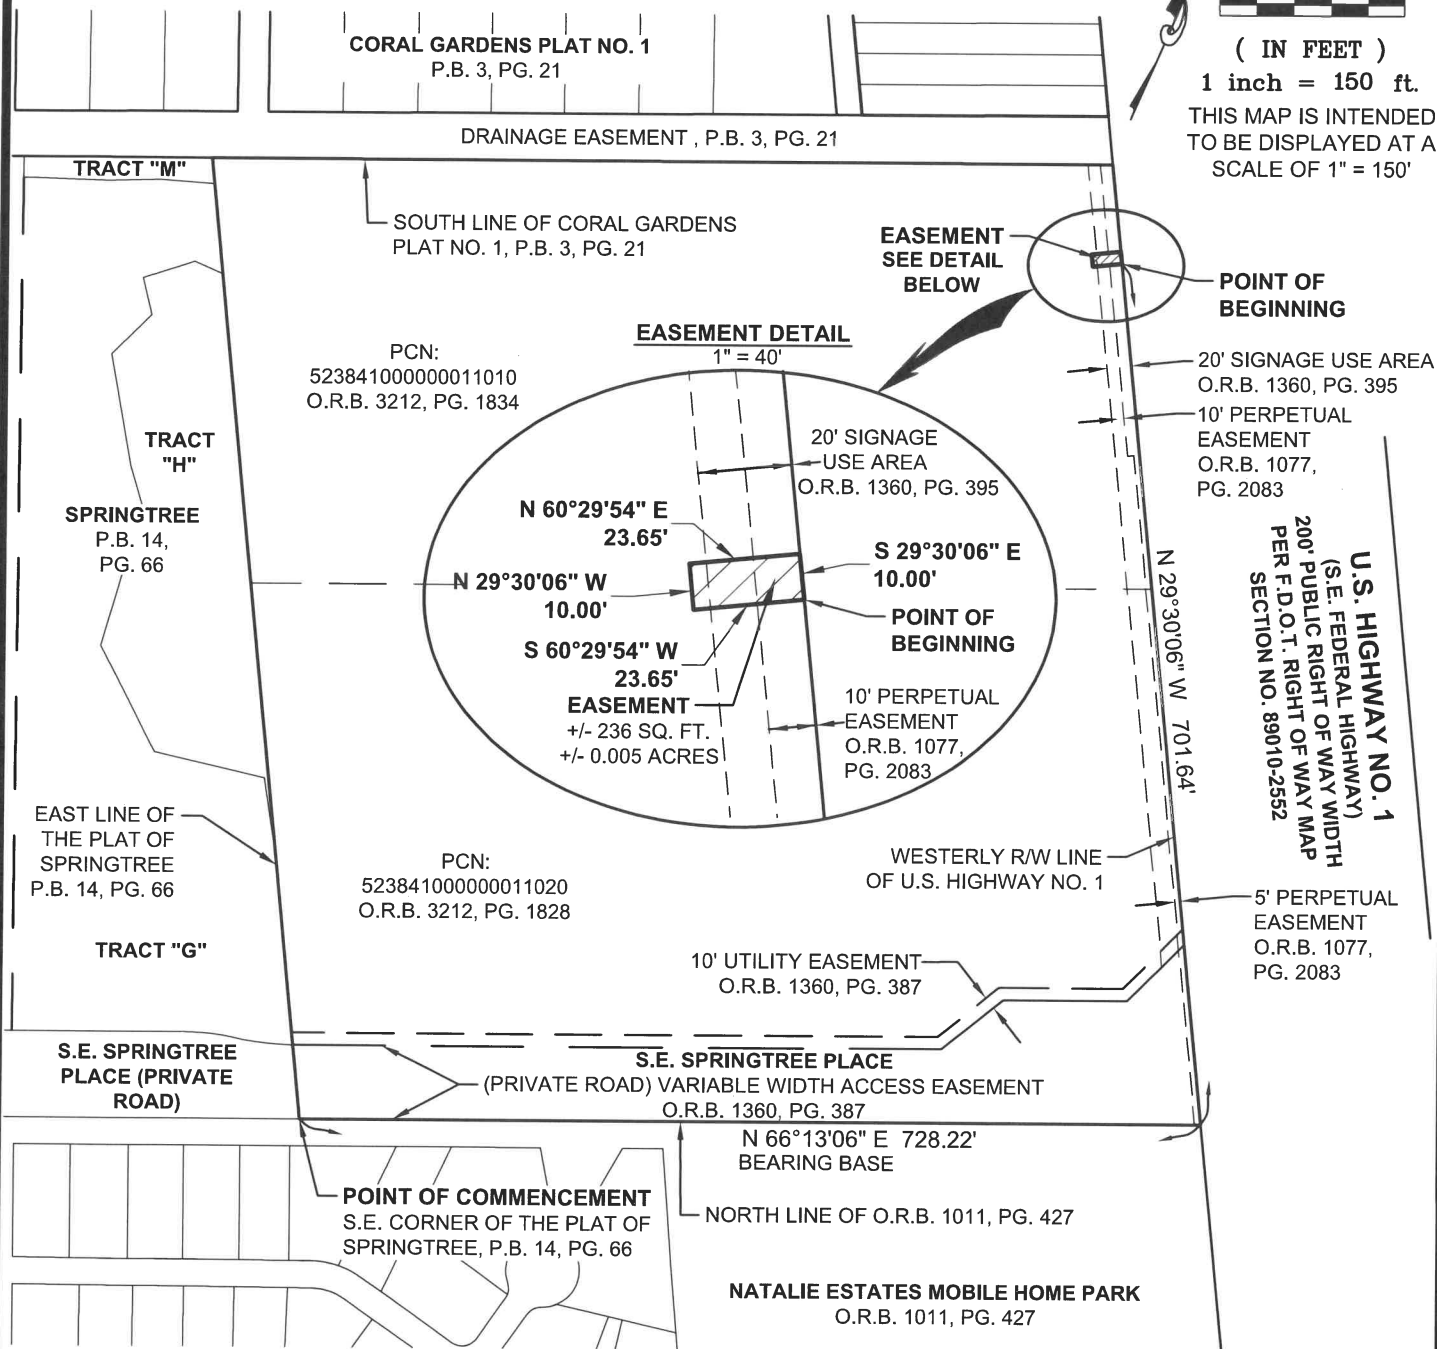 CORAL GARDENS PLAT NO. 1
P.B. 3, PG. 21
( IN FEET )
1 inch = 150 ft.
THIS MAP IS INTENDED
TO BE DISPLAYED AT A
SCALE OF 1" = 150'
DRAINAGE EASEMENT , P.B. 3, PG. 21
TRACT "M"
SOUTH LINE OF CORAL GARDENS
PLAT NO. 1, P.B. 3, PG. 21
EASEMENT
SEE DETAIL
BELOW
POINT OF
BEGINNING
EASEMENT DETAIL
1" = 40'
PCN:
523841000000011010
O.R.B. 3212, PG. 1834
20' SIGNAGE USE AREA
O.R.B. 1360, PG. 395
10' PERPETUAL
EASEMENT
O.R.B. 1077,
PG. 2083
TRACT
"H"
SPRINGTREE
P.B. 14,
PG. 66
20' SIGNAGE
USE AREA
O.R.B. 1360, PG. 395
N 60°29'54" E
23.65'
S 29°30'06" E
10.00'
N 29°30'06" W
10.00'
POINT OF
BEGINNING
S 60°29'54" W
23.65'
EASEMENT
+/- 236 SQ. FT.
+/- 0.005 ACRES
10' PERPETUAL
EASEMENT
O.R.B. 1077,
PG. 2083
N 29°30'06" W 701.64'
U.S. HIGHWAY NO. 1
(S.E. FEDERAL HIGHWAY)
200' PUBLIC RIGHT OF WAY WIDTH
PER F.D.O.T. RIGHT OF WAY MAP
SECTION NO. 89010-2552
EAST LINE OF
THE PLAT OF
SPRINGTREE
P.B. 14, PG. 66
PCN:
523841000000011020
O.R.B. 3212, PG. 1828
WESTERLY R/W LINE
OF U.S. HIGHWAY NO. 1
5' PERPETUAL
EASEMENT
O.R.B. 1077,
PG. 2083
TRACT "G"
10' UTILITY EASEMENT
O.R.B. 1360, PG. 387
S.E. SPRINGTREE
PLACE (PRIVATE
ROAD)
S.E. SPRINGTREE PLACE
(PRIVATE ROAD) VARIABLE WIDTH ACCESS EASEMENT
O.R.B. 1360, PG. 387
N 66°13'06" E 728.22'
BEARING BASE
POINT OF COMMENCEMENT
S.E. CORNER OF THE PLAT OF
SPRINGTREE, P.B. 14, PG. 66
NORTH LINE OF O.R.B. 1011, PG. 427
NATALIE ESTATES MOBILE HOME PARK
O.R.B. 1011, PG. 427